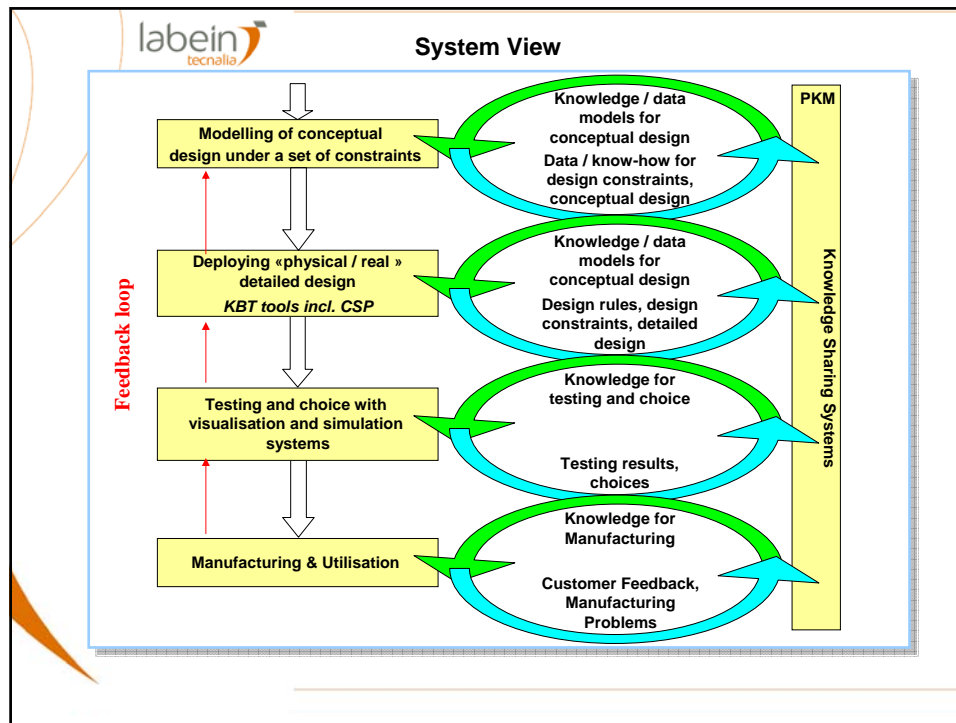 labein
tecnalia
System View
Modelling of conceptual
design under a set of constraints
Knowledge / data
models for
conceptual design
Data / know-how for
design constraints,
conceptual design
PKM
Deploying «physical / real »
detailed design
KBT tools incl. CSP
Knowledge / data
models for
conceptual design
Design rules, design
constraints, detailed
design
Knowledge Sharing Systems
Feedback loop
Testing and choice with
visualisation and simulation
systems
Knowledge for
testing and choice
Testing results,
choices
Manufacturing & Utilisation
Knowledge for
Manufacturing
Customer Feedback,
Manufacturing
Problems